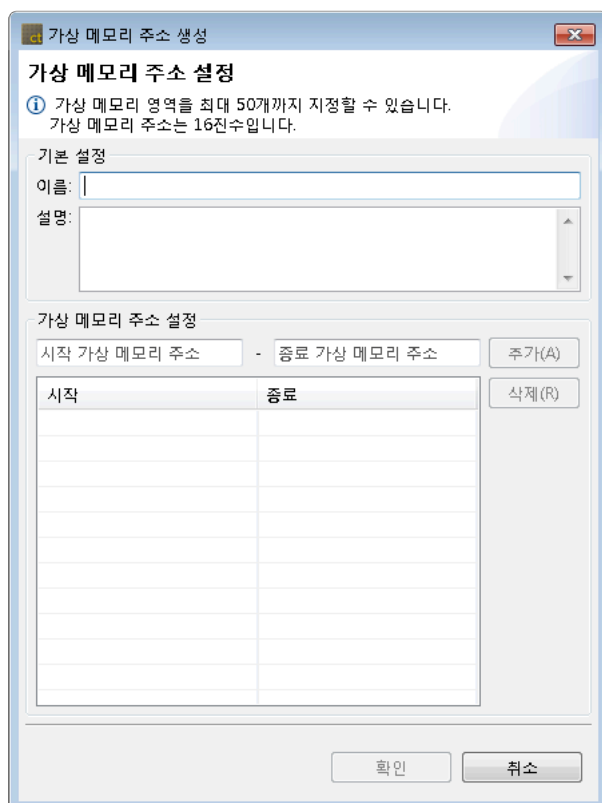 ct 가상 메모리 주소 생성
가상 메모리 주소 설정
가상 메모리 영역을 최대 50개까지 지정할 수 있습니다.
가상 메모리 주소는 16진수입니다.
기본 설정
이름:
설명:
가상 메모리 주소 설정
시작 가상 메모리 주소 - 종료 가상 메모리 주소 추가(A)
시작 종료 삭제(R)
확인 취소